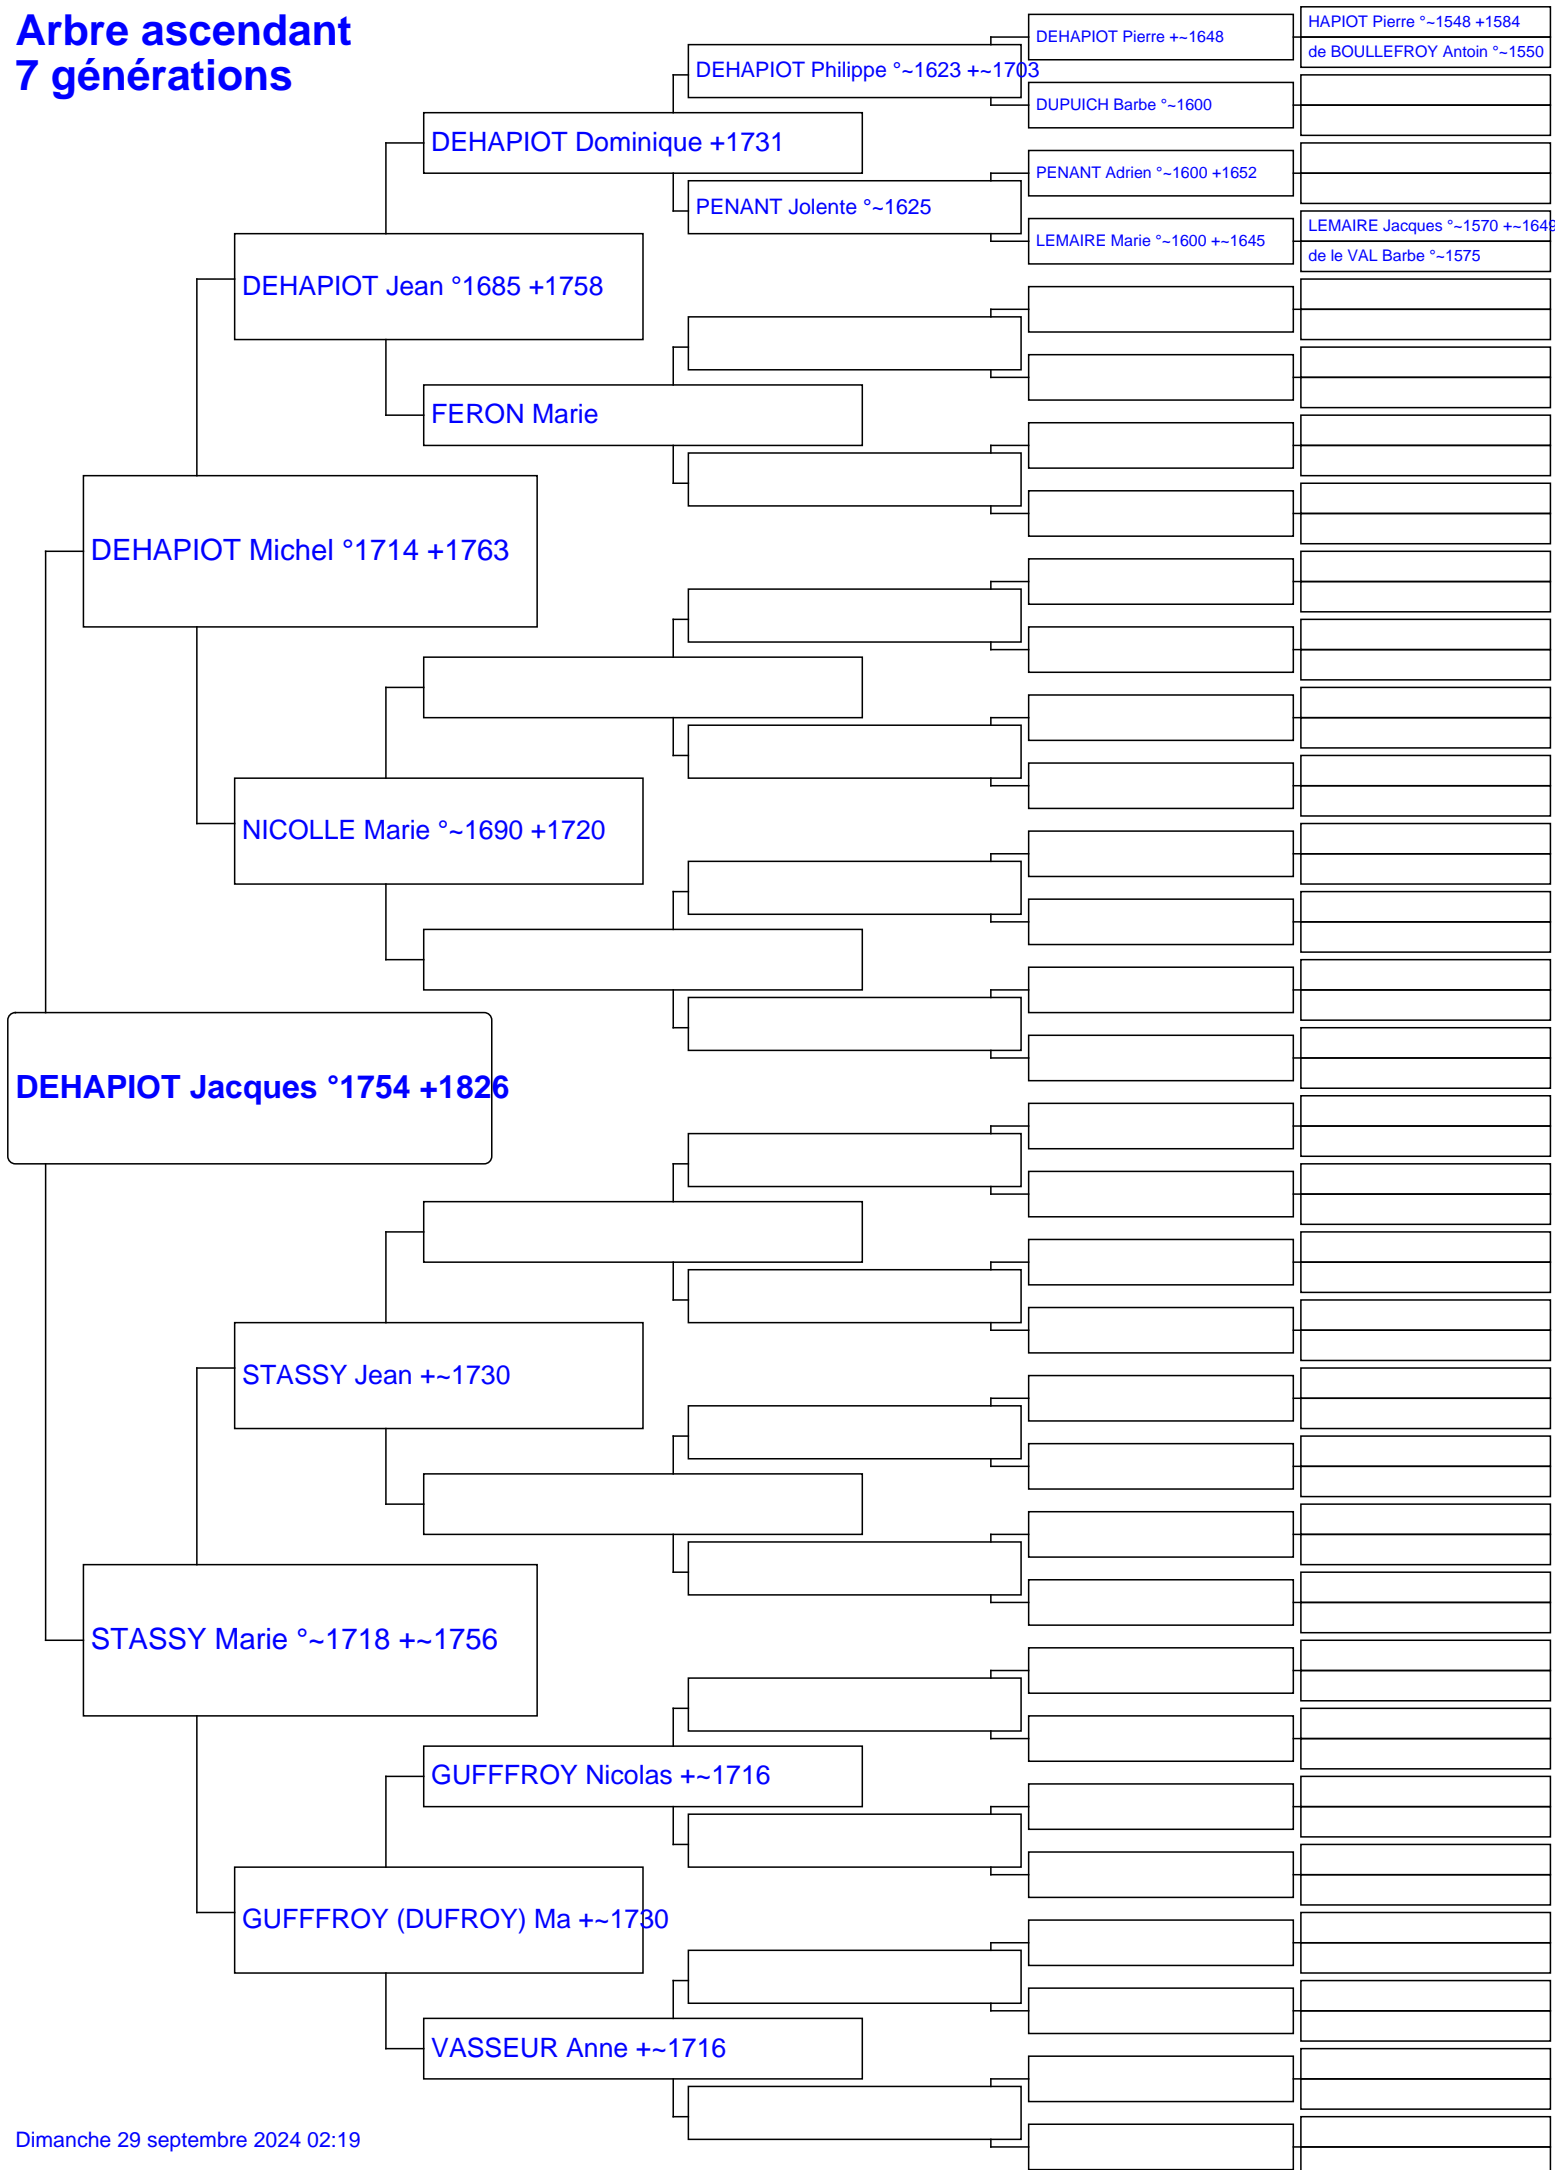 Arbre ascendant
7 générations
HAPIOT Pierre °~1548 +1584
DEHAPIOT Pierre +~1648
de BOULLEFROY Antoin °~1550
DEHAPIOT Philippe °~1623 +~1703
DUPUICH Barbe °~1600
DEHAPIOT Dominique +1731
PENANT Adrien °~1600 +1652
PENANT Jolente °~1625
LEMAIRE Jacques °~1570 +~1649
LEMAIRE Marie °~1600 +~1645
de le VAL Barbe °~1575
DEHAPIOT Jean °1685 +1758
FERON Marie
DEHAPIOT Michel °1714 +1763
NICOLLE Marie °~1690 +1720
DEHAPIOT Jacques °1754 +1826
STASSY Jean +~1730
STASSY Marie °~1718 +~1756
GUFFFROY Nicolas +~1716
GUFFFROY (DUFROY) Ma +~1730
VASSEUR Anne +~1716
Dimanche 29 septembre 2024 02:19